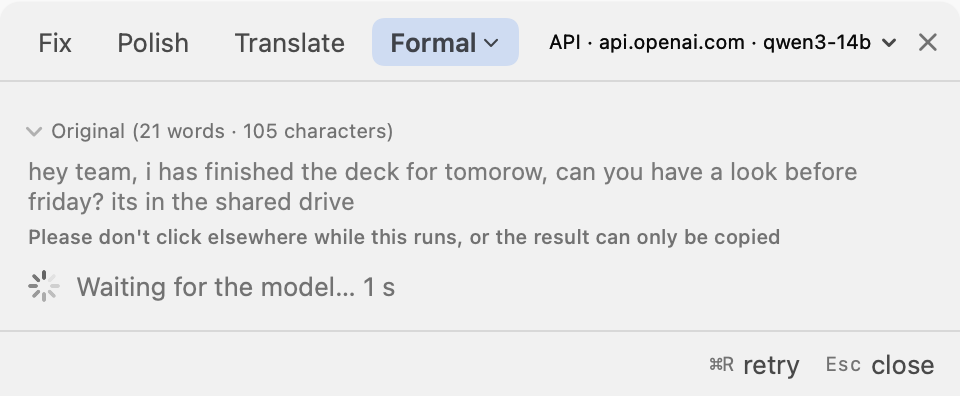 Fix Polish Translate Formal API · api.openai.com · qwen3-14b
Original (21 words · 105 characters)
hey team, i has finished the deck for tomorow, can you have a look before
friday? its in the shared drive
Please don't click elsewhere while this runs, or the result can only be copied
Waiting for the model... 1 s
⌘R retry Esc close